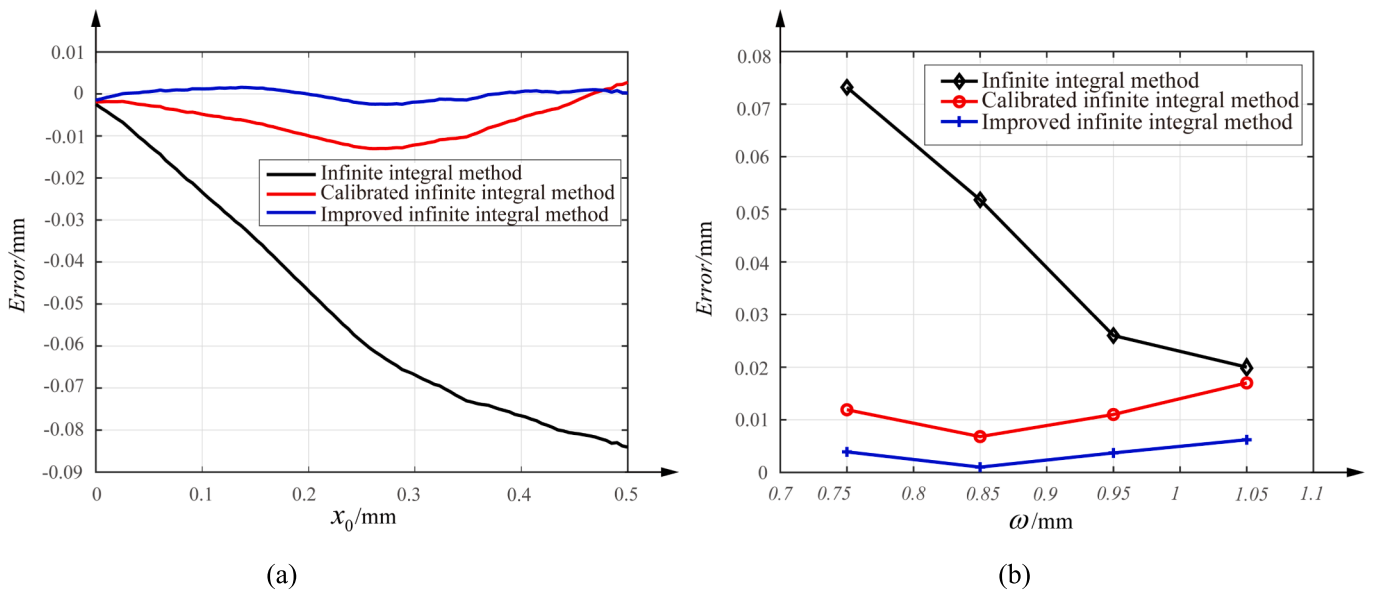 0.01
0
-0.01
-0.02
-0.03
-0.04
-0.05
-0.06
-0.07
-0.08
-0.09
Error/mm
Infinite integral method
Calibrated infinite integral method
Improved infinite integral method
0 0.1 0.2 0.3 0.4 0.5
x₀/mm
(a)
0.08
0.07
0.06
0.05
0.04
0.03
0.02
0.01
0
Error/mm
Infinite integral method
Calibrated infinite integral method
Improved infinite integral method
0.7 0.75 0.8 0.85 0.9 0.95 1 1.05 1.1
ω/mm
(b)